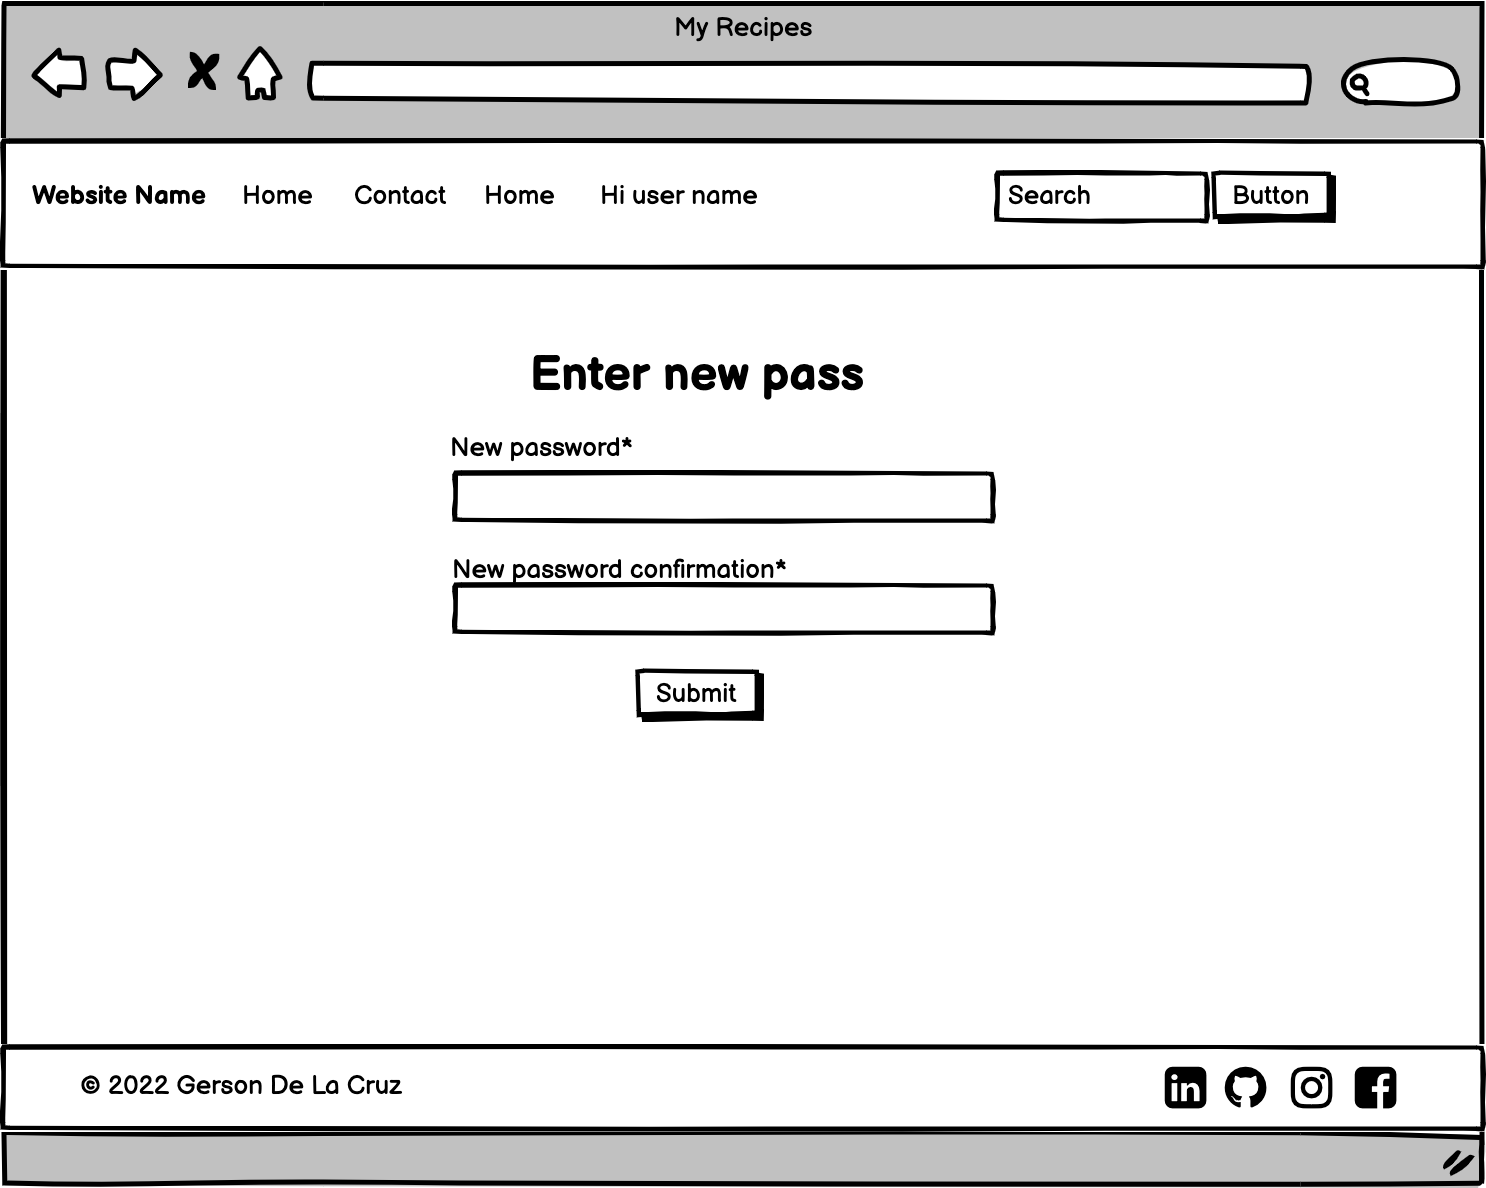 My Recipes
Website Name Home Contact Home Hi user name Search Button
Enter new pass
New password*
New password confirmation*
Submit
© 2022 Gerson De La Cruz